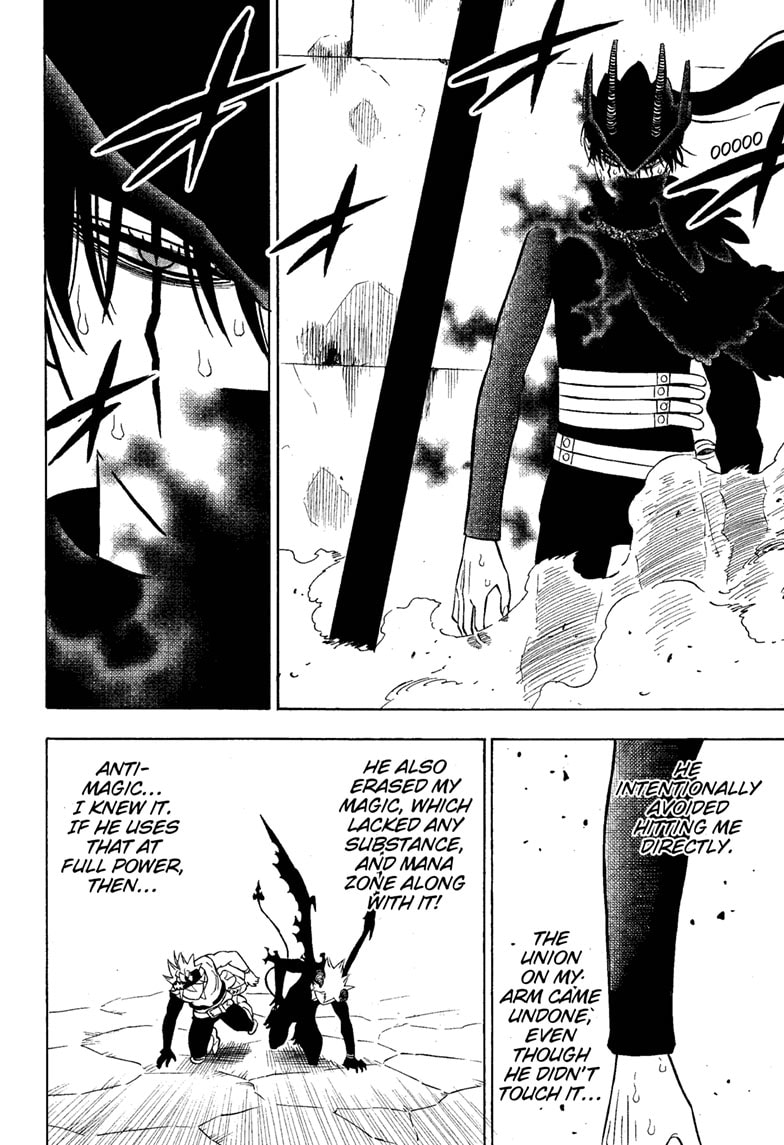 HE
INTENTIONALLY
AVOIDED
HITTING ME
DIRECTLY.
THE
UNION
ON MY
ARM CAME
UNDONE,
EVEN
THOUGH
HE DIDN'T
TOUCH IT...
HE ALSO
ERASED MY
MAGIC, WHICH
LACKED ANY
SUBSTANCE,
AND MANA
ZONE ALONG
WITH IT!
ANTI-
MAGIC...
I KNEW IT.
IF HE USES
THAT AT
FULL POWER,
THEN...